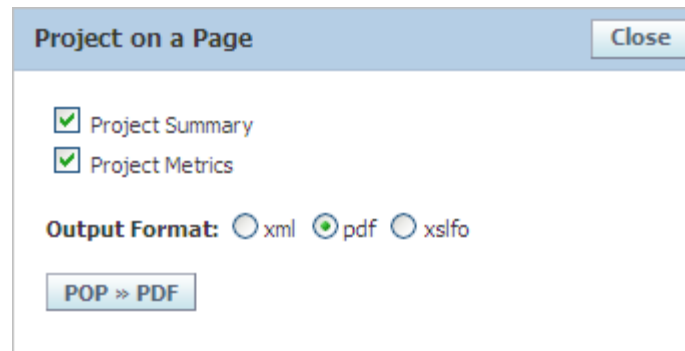 Project on a Page
Close
Project Summary
Project Metrics
Output Format: xml pdf xslfo
POP » PDF